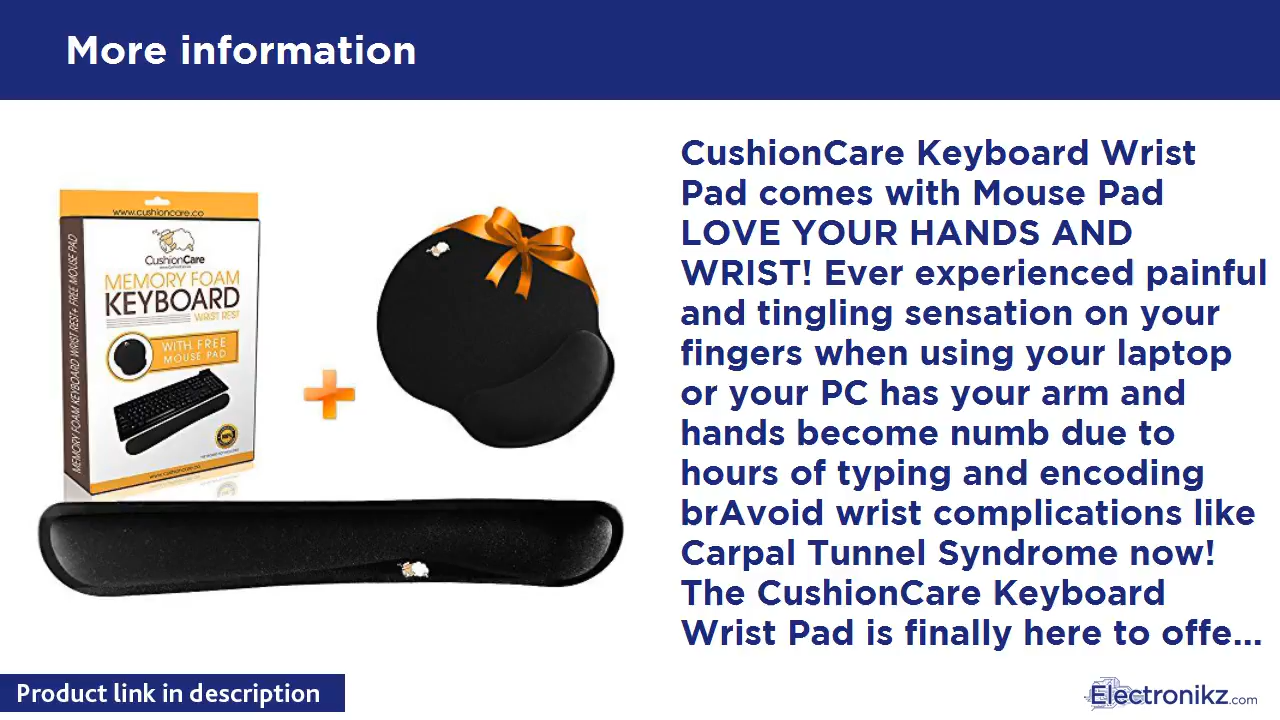 More information
CushionCare Keyboard Wrist
Pad comes with Mouse Pad
LOVE YOUR HANDS AND
WRIST! Ever experienced painful
and tingling sensation on your
fingers when using your laptop
or your PC has your arm and
hands become numb due to
hours of typing and encoding
brAvoid wrist complications like
Carpal Tunnel Syndrome now!
The CushionCare Keyboard
Wrist Pad is finally here to offe...
www.cushioncare.co
CushionCare
MEMORY FOAM
KEYBOARD
WRIST REST
WITH FREE
MOUSE PAD
MEMORY FOAM KEYBOARD WRIST REST+ FREE MOUSE PAD
www.cushioncare.co
Product link in description
Electronikz.com